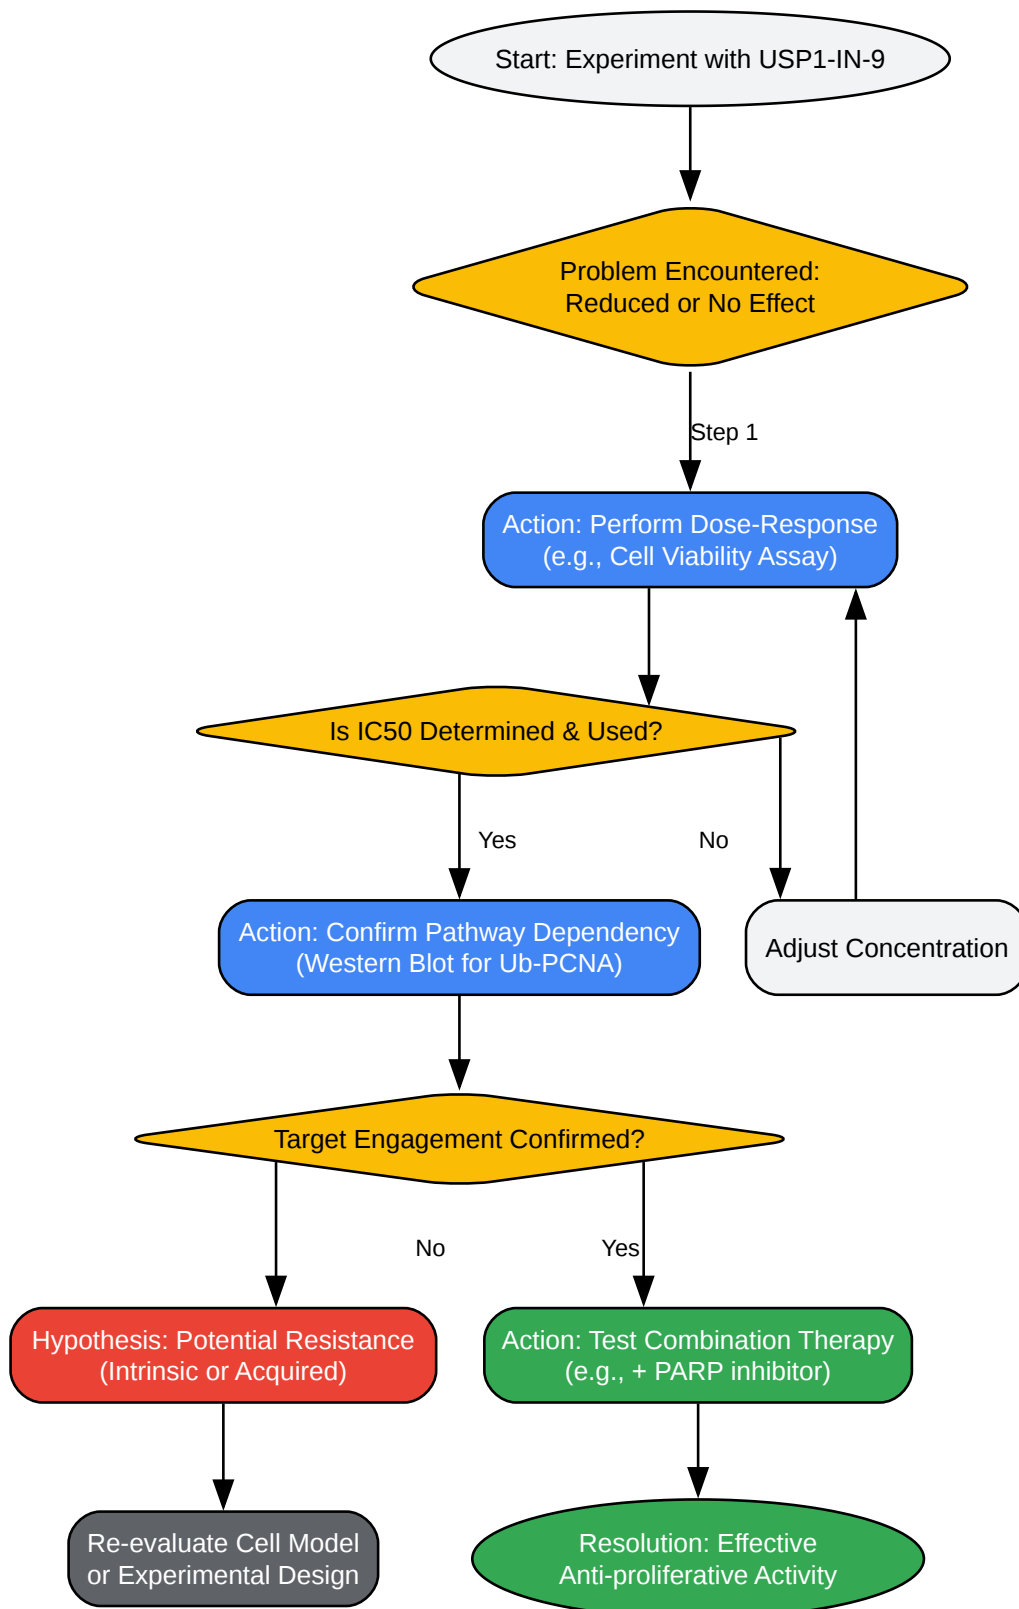 Start: Experiment with USP1-IN-9
Problem Encountered:
Reduced or No Effect
Step 1
Action: Perform Dose-Response
(e.g., Cell Viability Assay)
Is IC50 Determined & Used?
Yes
No
Action: Confirm Pathway Dependency
(Western Blot for Ub-PCNA)
Adjust Concentration
Target Engagement Confirmed?
No
Yes
Hypothesis: Potential Resistance
(Intrinsic or Acquired)
Action: Test Combination Therapy
(e.g., + PARP inhibitor)
Re-evaluate Cell Model
or Experimental Design
Resolution: Effective
Anti-proliferative Activity